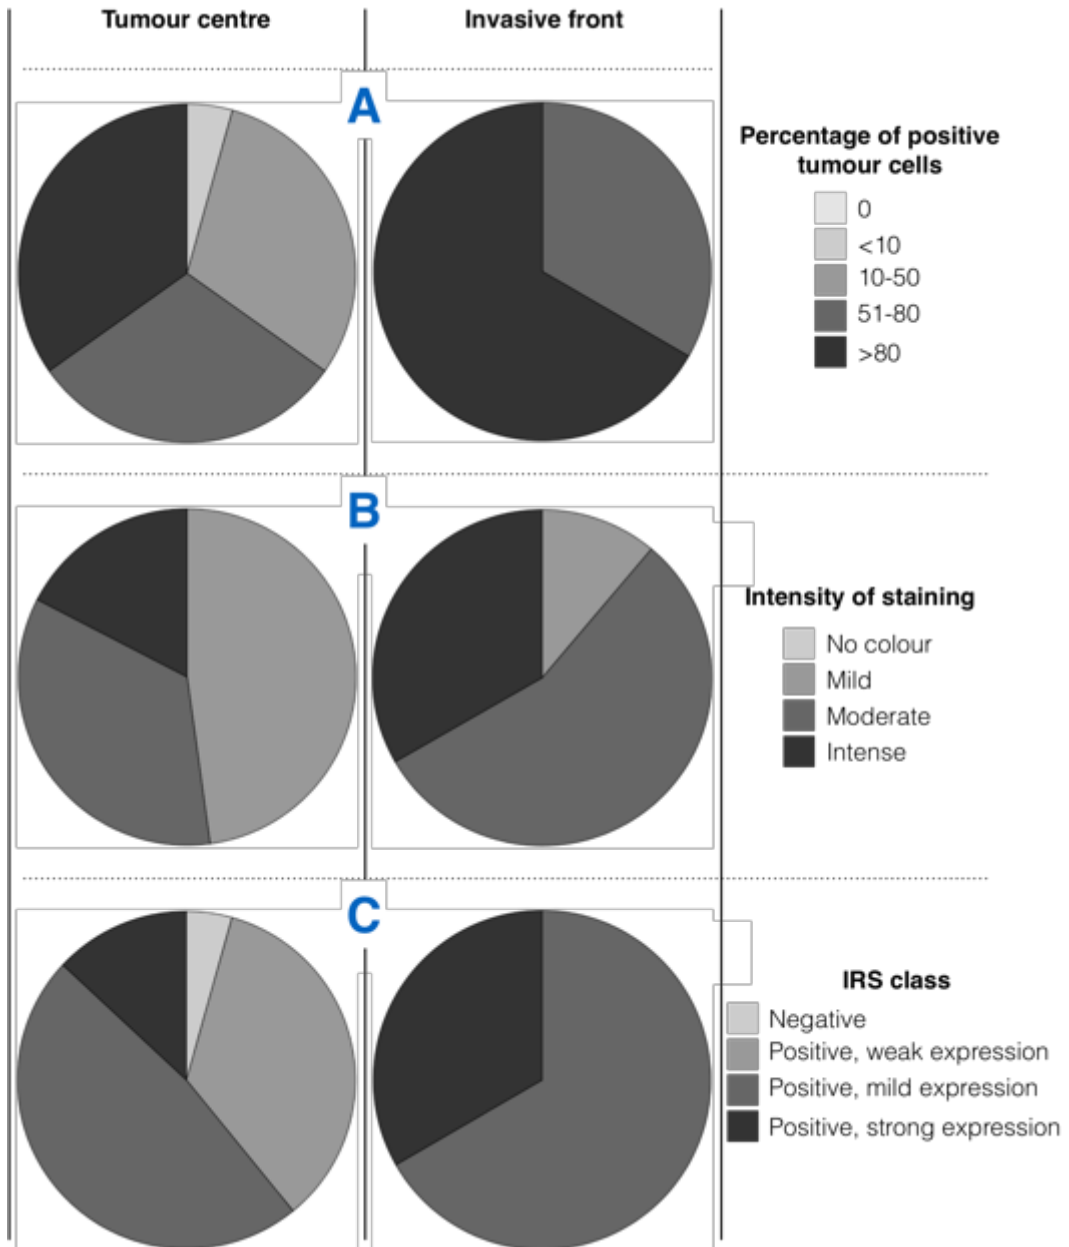 Tumour centre
Invasive front
A
Percentage of positive
tumour cells
0
<10
10-50
51-80
>80
B
Intensity of staining
No colour
Mild
Moderate
Intense
C
IRS class
Negative
Positive, weak expression
Positive, mild expression
Positive, strong expression